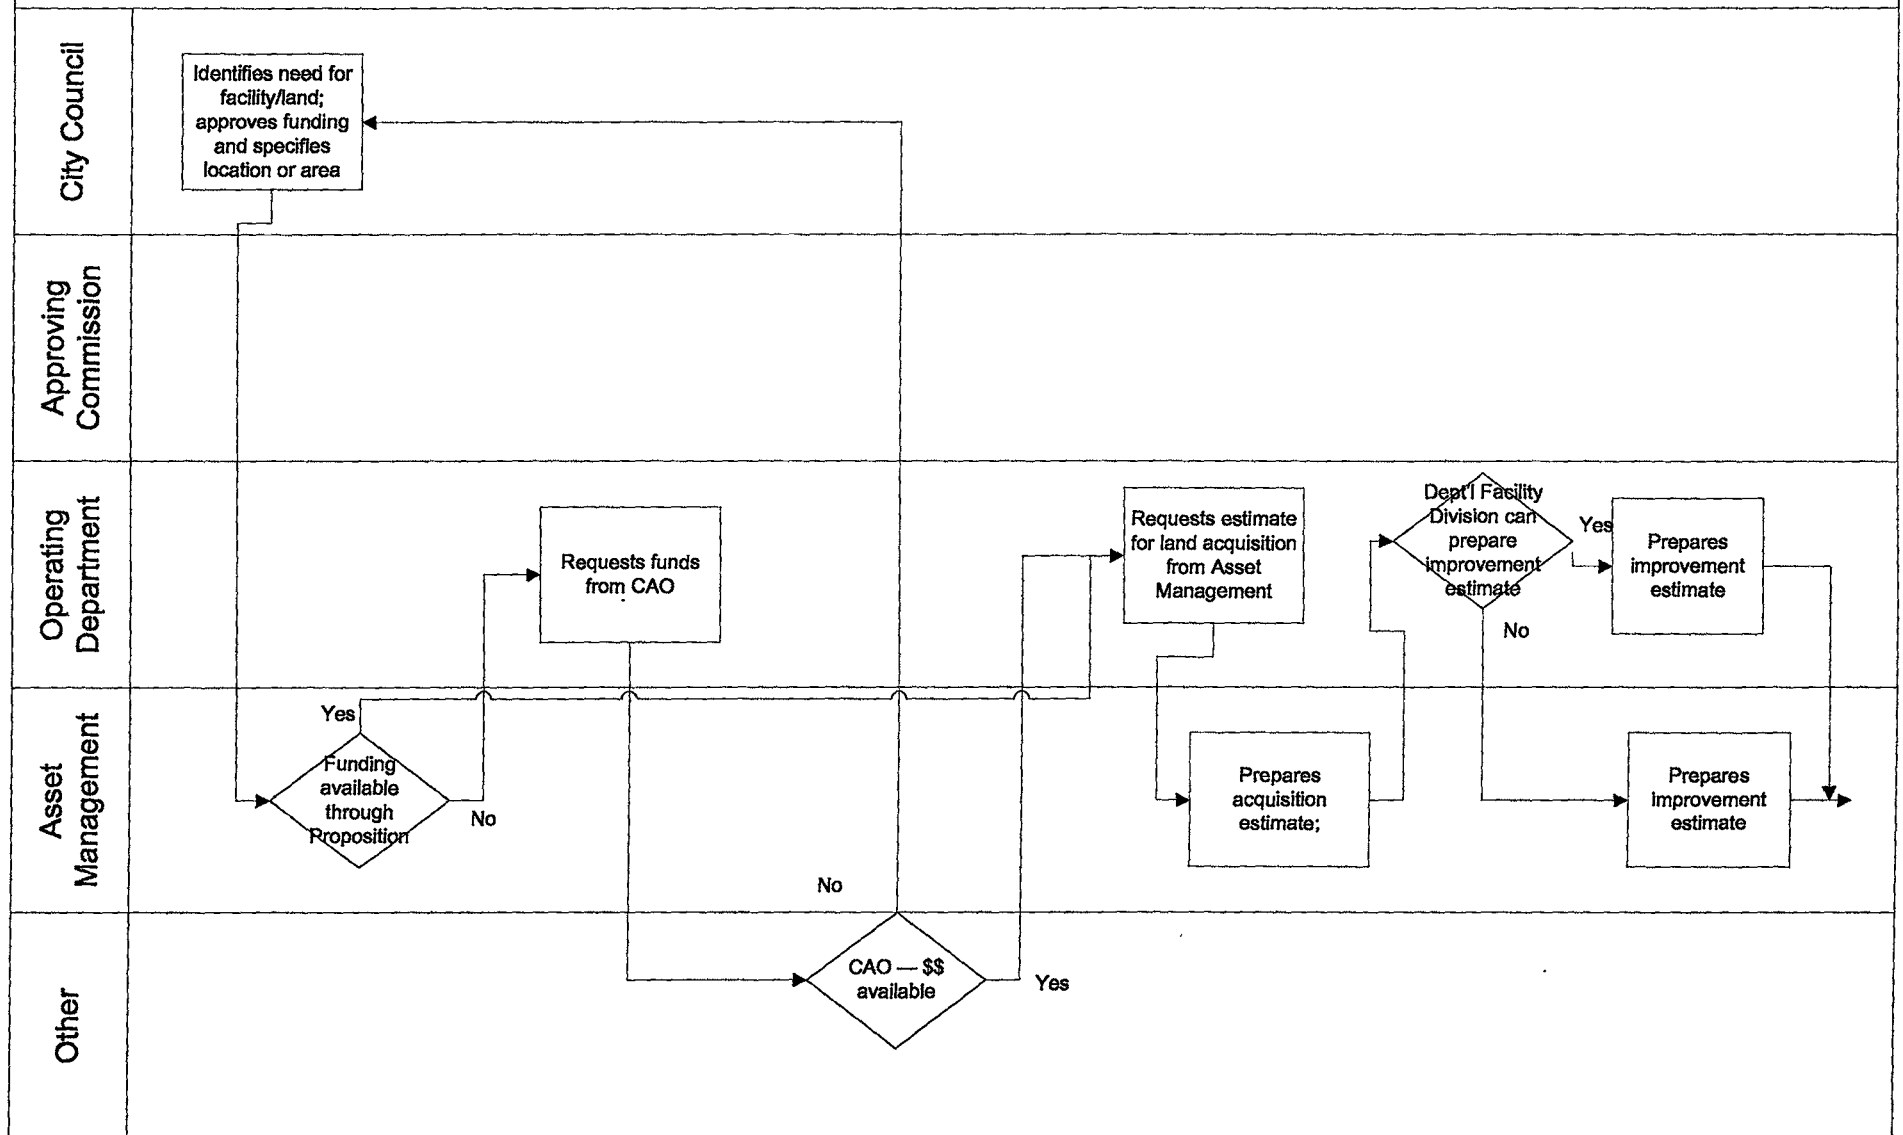 City Council
Identifies need for
facility/land;
approves funding
and specifies
location or area
Approving
Commission
Operating
Department
Requests funds
from CAO
Requests estimate
for land acquisition
from Asset
Management
Dept'l Facility
Division can
prepare
improvement
estimate
Yes
No
Prepares
improvement
estimate
Asset
Management
Yes
Funding
available
through
Proposition
No
Prepares
acquisition
estimate;
Prepares
improvement
estimate
No
Other
CAO — $$
available
Yes